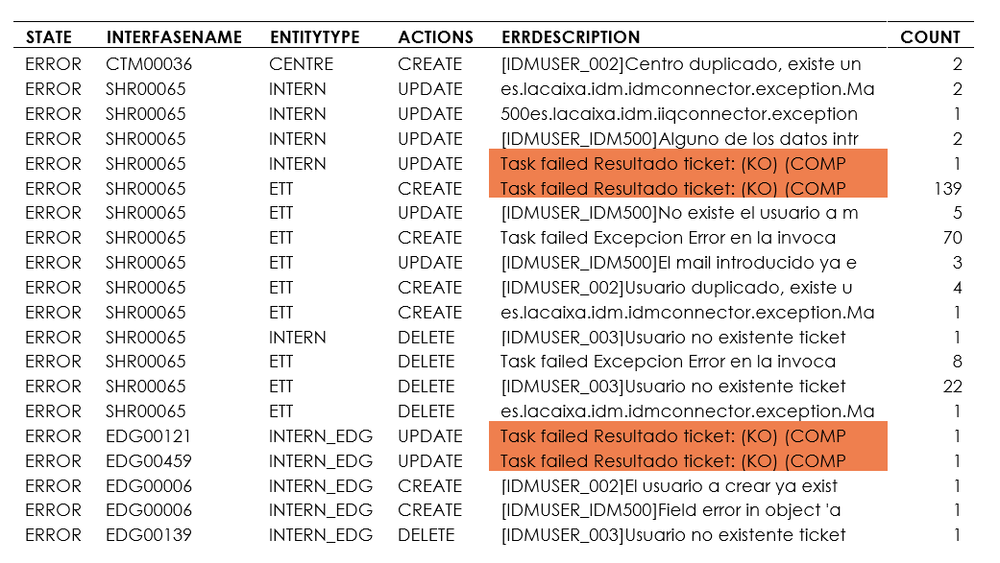 STATE INTERFASENAME ENTITYTYPE ACTIONS ERRDESCRIPTION COUNT
ERROR CTM00036 CENTRE CREATE [IDMUSER_002]Centro duplicado, existe un 2
ERROR SHR00065 INTERN UPDATE es.lacaixa.idm.idmconnector.exception.Ma 2
ERROR SHR00065 INTERN UPDATE 500es.lacaixa.idm.iiqconnector.exception 1
ERROR SHR00065 INTERN UPDATE [IDMUSER_IDM500]Alguno de los datos intr 2
ERROR SHR00065 INTERN UPDATE Task failed Resultado ticket: (KO) (COMP 1
ERROR SHR00065 ETT CREATE Task failed Resultado ticket: (KO) (COMP 139
ERROR SHR00065 ETT UPDATE [IDMUSER_IDM500]No existe el usuario a m 5
ERROR SHR00065 ETT CREATE Task failed Excepcion Error en la invoca 70
ERROR SHR00065 ETT UPDATE [IDMUSER_IDM500]El mail introducido ya e 3
ERROR SHR00065 ETT CREATE [IDMUSER_002]Usuario duplicado, existe u 4
ERROR SHR00065 ETT CREATE es.lacaixa.idm.idmconnector.exception.Ma 1
ERROR SHR00065 INTERN DELETE [IDMUSER_003]Usuario no existente ticket 1
ERROR SHR00065 ETT DELETE Task failed Excepcion Error en la invoca 8
ERROR SHR00065 ETT DELETE [IDMUSER_003]Usuario no existente ticket 22
ERROR SHR00065 ETT DELETE es.lacaixa.idm.idmconnector.exception.Ma 1
ERROR EDG00121 INTERN_EDG UPDATE Task failed Resultado ticket: (KO) (COMP 1
ERROR EDG00459 INTERN_EDG UPDATE Task failed Resultado ticket: (KO) (COMP 1
ERROR EDG00006 INTERN_EDG CREATE [IDMUSER_002]El usuario a crear ya exist 1
ERROR EDG00006 INTERN_EDG CREATE [IDMUSER_IDM500]Field error in object 'a 1
ERROR EDG00139 INTERN_EDG DELETE [IDMUSER_003]Usuario no existente ticket 1